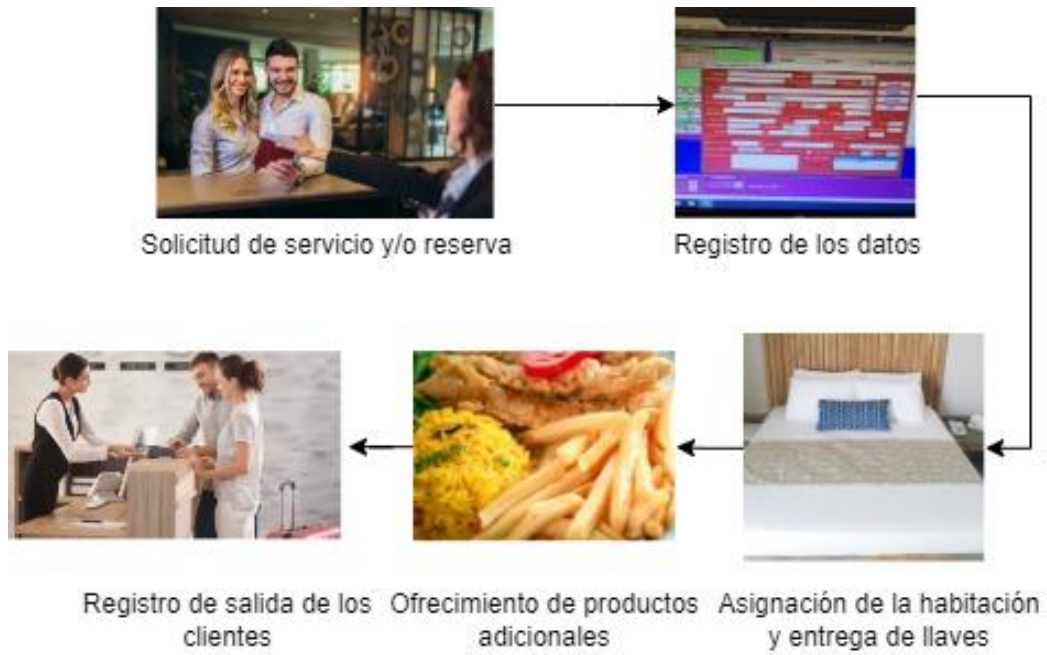 Solicitud de servicio y/o reserva
Registro de los datos
Asignación de la habitación
y entrega de llaves
Ofrecimiento de productos
adicionales
Registro de salida de los
clientes